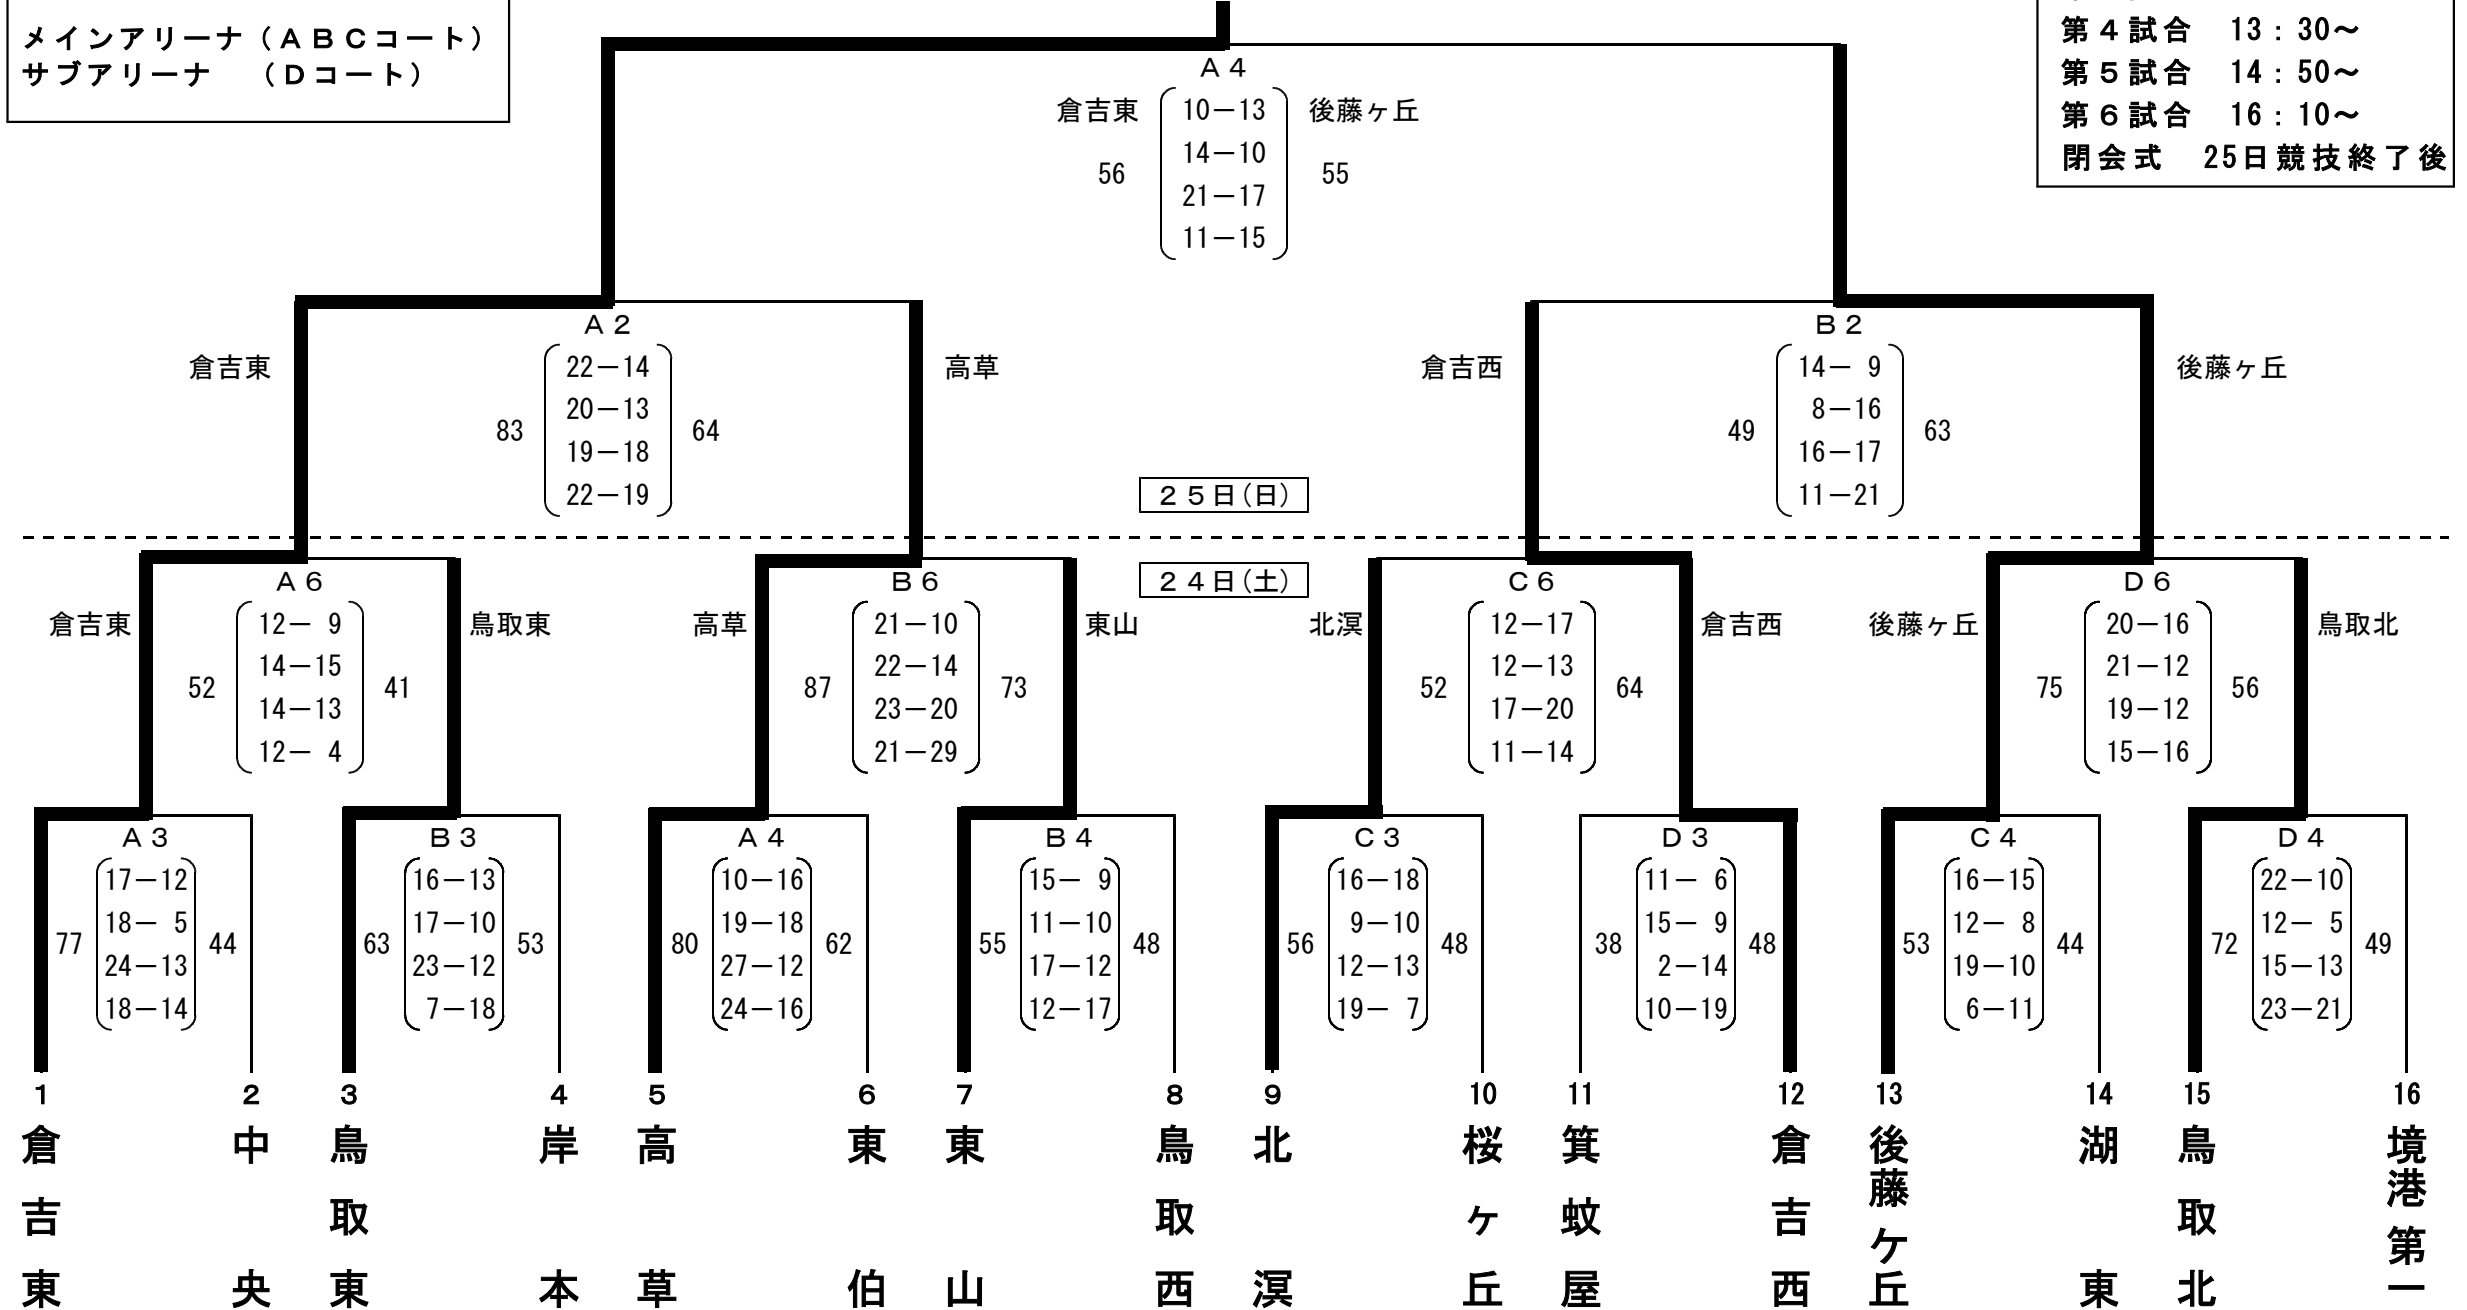 メインアリーナ（ＡＢＣコート）
サブアリーナ　（Ｄコート）
第４試合　13：30～
第５試合　14：50～
第６試合　16：10～
閉会式　25日競技終了後
Ａ４
倉吉東　10－13　後藤ヶ丘
14－10
56　55
21－17
11－15
Ａ２　Ｂ２
倉吉東　22－14　高草　倉吉西　14－ 9　後藤ヶ丘
20－13　8－16
83　64　49　63
19－18　16－17
22－19　２５日(日)　11－21
Ａ６　Ｂ６　２４日(土)　Ｃ６　Ｄ６
倉吉東　12－ 9　鳥取東　高草　21－10　東山　北溟　12－17　倉吉西　後藤ヶ丘　20－16　鳥取北
14－15　22－14　12－13　21－12
52　41　87　73　52　64　75　56
14－13　23－20　17－20　19－12
12－ 4　21－29　11－14　15－16
Ａ３　Ｂ３　Ａ４　Ｂ４　Ｃ３　Ｄ３　Ｃ４　Ｄ４
17－12　16－13　10－16　15－ 9　16－18　11－ 6　16－15　22－10
18－ 5　17－10　19－18　11－10　9－10　15－ 9　12－ 8　12－ 5
77　44　63　53　80　62　55　48　56　48　38　48　53　44　72　49
24－13　23－12　27－12　17－12　12－13　2－14　19－10　15－13
18－14　7－18　24－16　12－17　19－ 7　10－19　6－11　23－21
1　2　3　4　5　6　7　8　9　10　11　12　13　14　15　16
倉吉東
中央
鳥取東
岸本
高草
東伯
東山
鳥取西
北溟
桜ヶ丘
箕蚊屋
倉吉西
後藤ケ丘
湖東
鳥取北
境港第一